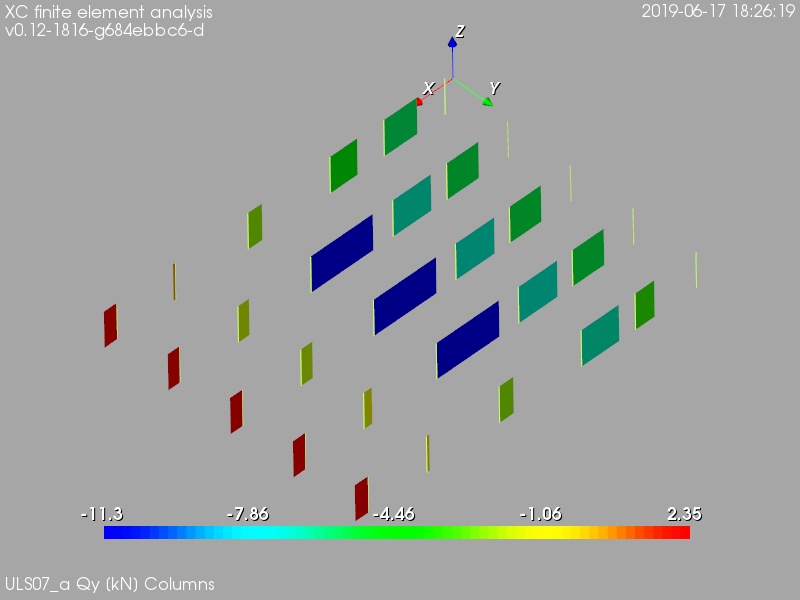 XC finite element analysis
v0.12-1816-g684ebbc6-d
2019-06-17 18:26:19
Z
X
Y
-11.3 -7.86 -4.46 -1.06 2.35
ULS07_a Qy (kN) Columns